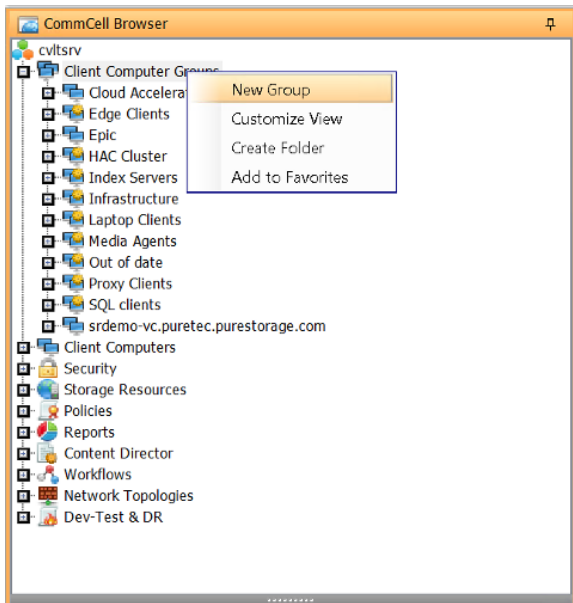 CommCell Browser
cvltsrv
Client Computer Groups
New Group
Cloud Accelera
Customize View
Edge Clients
Epic
Create Folder
HAC Cluster
Add to Favorites
Index Servers
Infrastructure
Laptop Clients
Media Agents
Out of date
Proxy Clients
SQL clients
srdemo-vc.puretec.purestorage.com
Client Computers
Security
Storage Resources
Policies
Reports
Content Director
Workflows
Network Topologies
Dev-Test & DR